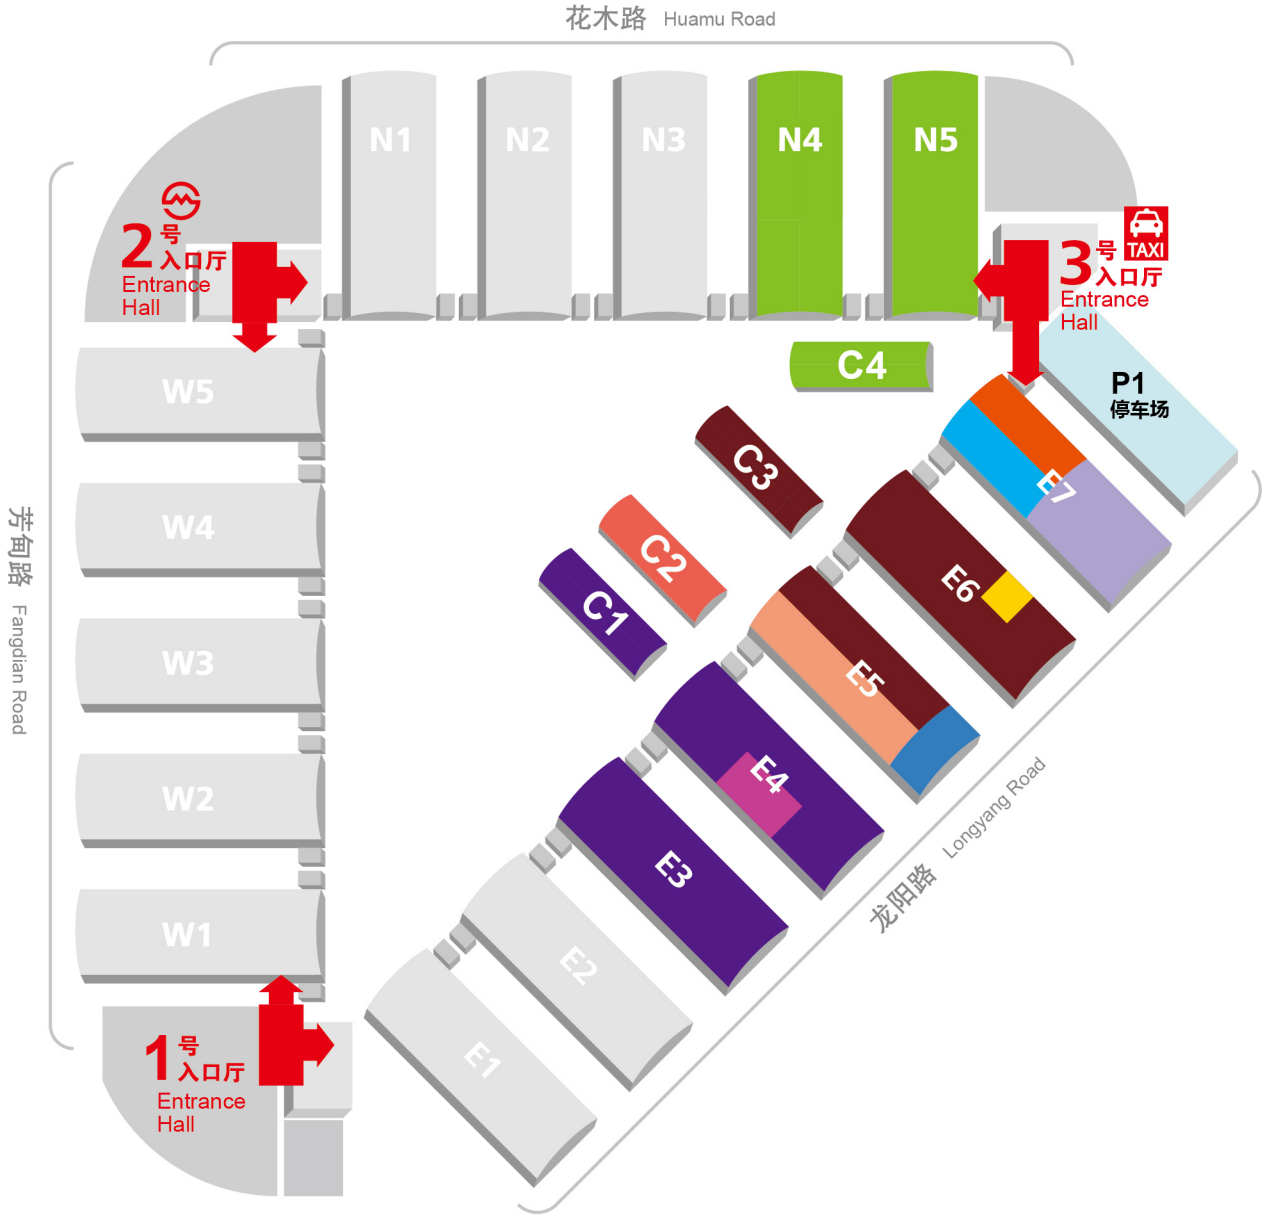 花木路 Huamu Road
N1
N2
N3
N4
N5
2号
入口厅
Entrance
Hall
TAXI
3号
入口厅
Entrance
Hall
C4
P1
停车场
W5
W4
W3
W2
W1
芳甸路 Fangdian Road
C3
C2
C1
E7
E6
E5
E4
E3
E2
E1
龙阳路 Longyang Road
1号
入口厅
Entrance
Hall